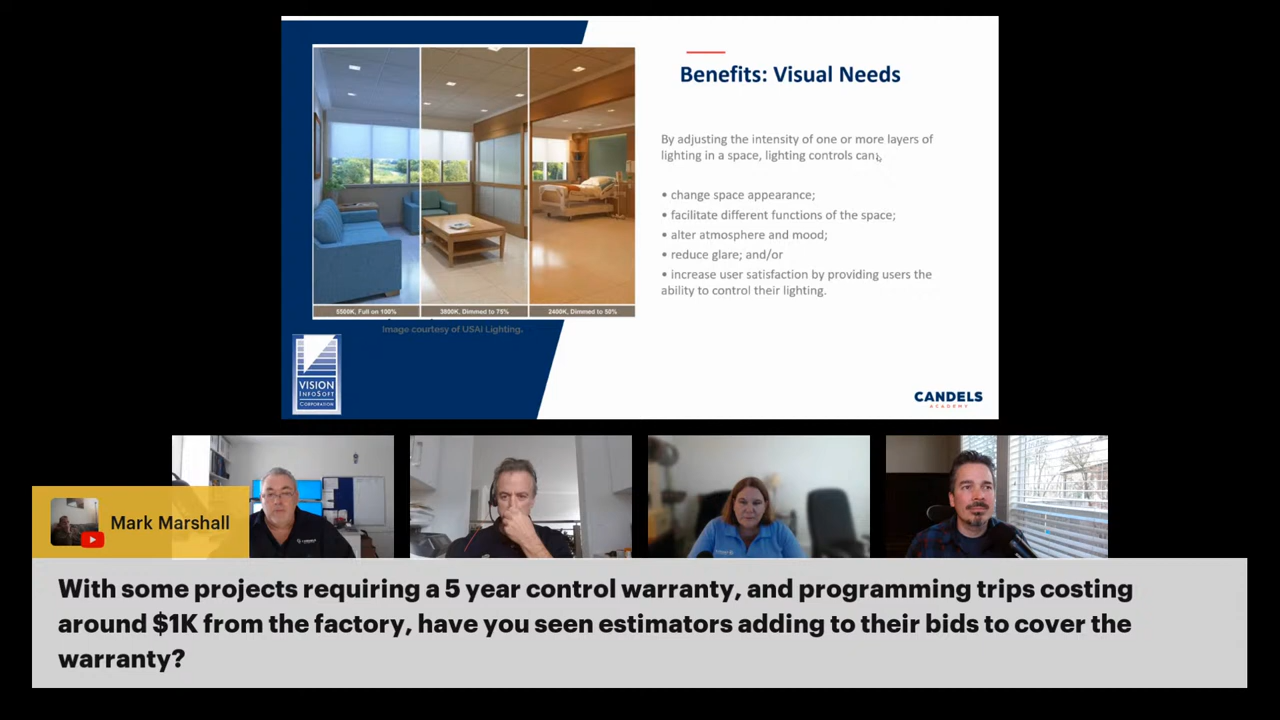 Benefits: Visual Needs
By adjusting the intensity of one or more layers of
lighting in a space, lighting controls can;
• change space appearance;
• facilitate different functions of the space;
• alter atmosphere and mood;
• reduce glare; and/or
• increase user satisfaction by providing users the
ability to control their lighting.
5500K, Full on 100%
3800K, Dimmed to 75%
2400K, Dimmed to 50%
Image courtesy of USAI Lighting.
VISION
INFOSOFT
CORPORATION
CANDELS
ACADEMY
Mark Marshall
With some projects requiring a 5 year control warranty, and programming trips costing
around $1K from the factory, have you seen estimators adding to their bids to cover the
warranty?